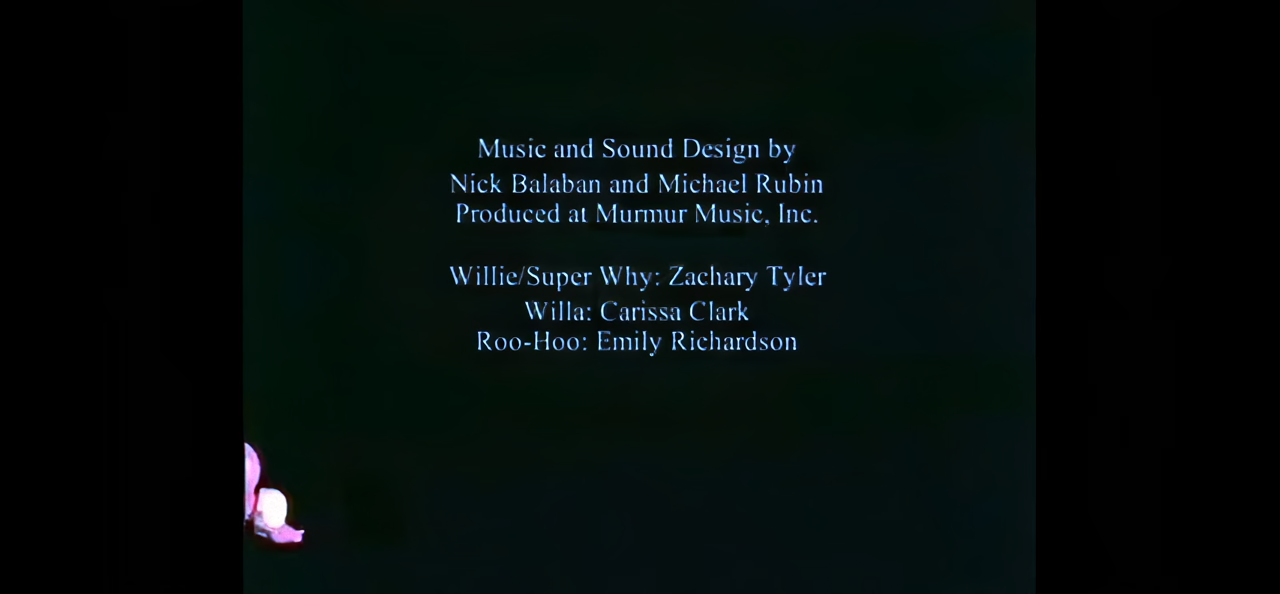 Music and Sound Design by
Nick Balaban and Michael Rubin
Produced at Murmur Music, Inc.
Willie/Super Why: Zachary Tyler
Willa: Carissa Clark
Roo-Hoo: Emily Richardson